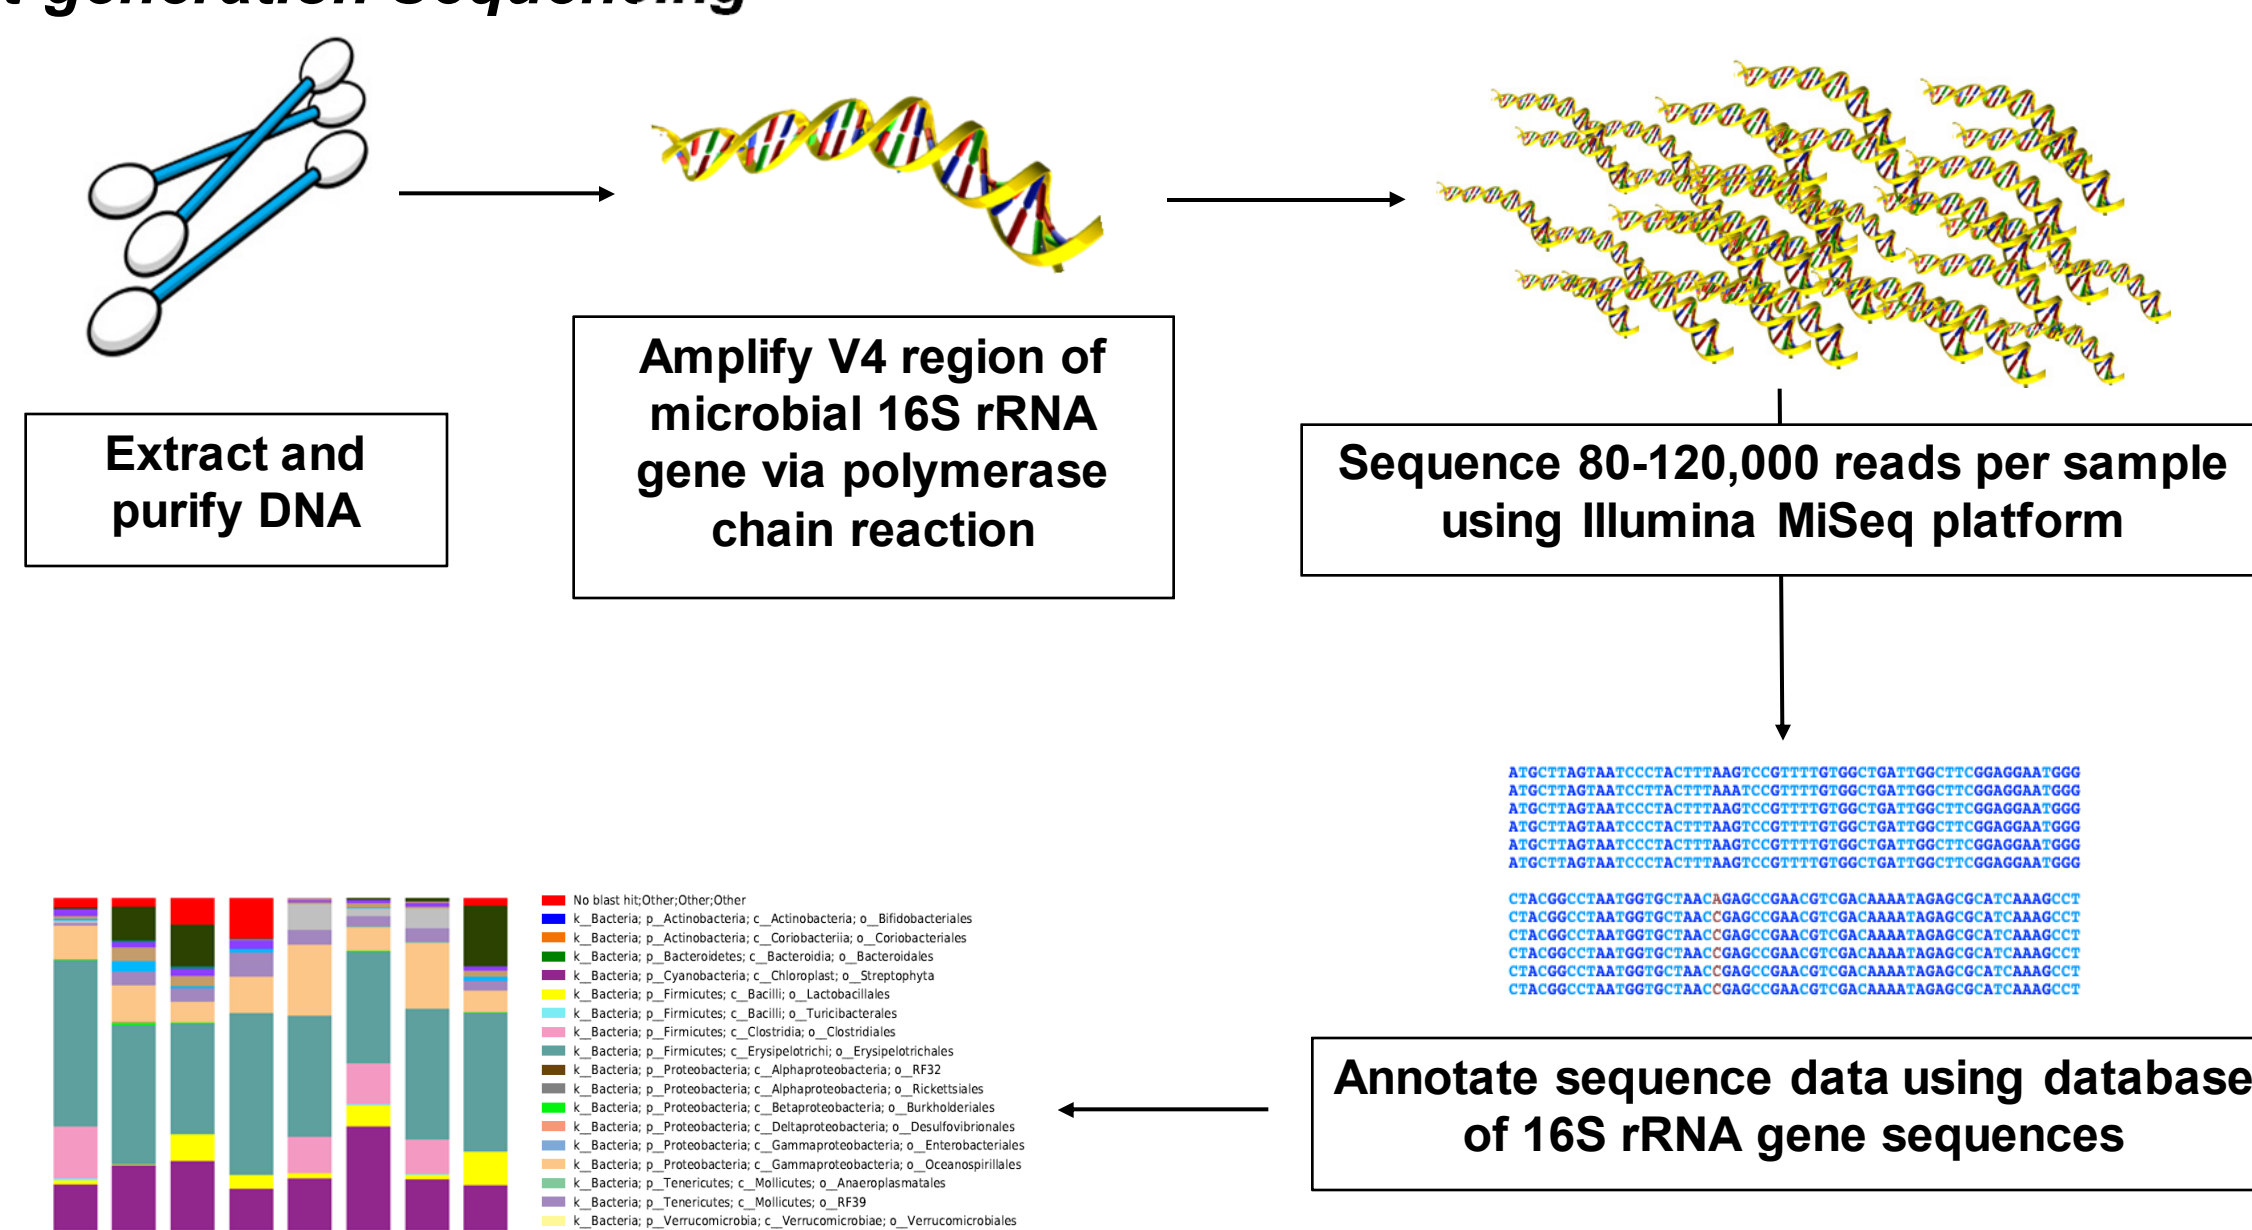 t-generation Sequencing
Extract and
purify DNA
Amplify V4 region of
microbial 16S rRNA
gene via polymerase
chain reaction
Sequence 80-120,000 reads per sample
using Illumina MiSeq platform
ATGCTTAGTAATCCCTACTTTAAGTCCGTTTTGTGGCTGATTGGCTTCGGAGGAATGGG
ATGCTTAGTAATCCTTACTTTAAATCCGTTTTGTGGCTGATTGGCTTCGGAGGAATGGG
ATGCTTAGTAATCCCTACTTTAAGTCCGTTTTGTGGCTGATTGGCTTCGGAGGAATGGG
ATGCTTAGTAATCCCTACTTTAAGTCCGTTTTGTGGCTGATTGGCTTCGGAGGAATGGG
ATGCTTAGTAATCCCTACTTTAAGTCCGTTTTGTGGCTGATTGGCTTCGGAGGAATGGG
ATGCTTAGTAATCCCTACTTTAAGTCCGTTTTGTGGCTGATTGGCTTCGGAGGAATGGG
CTACGGCCTAATGGTGCTAACAGAGCCGAACGTCGACAAAATAGAGCGCATCAAAGCCT
CTACGGCCTAATGGTGCTAACCGAGCCGAACGTCGACAAAATAGAGCGCATCAAAGCCT
CTACGGCCTAATGGTGCTAACCGAGCCGAACGTCGACAAAATAGAGCGCATCAAAGCCT
CTACGGCCTAATGGTGCTAACCGAGCCGAACGTCGACAAAATAGAGCGCATCAAAGCCT
CTACGGCCTAATGGTGCTAACCGAGCCGAACGTCGACAAAATAGAGCGCATCAAAGCCT
CTACGGCCTAATGGTGCTAACCGAGCCGAACGTCGACAAAATAGAGCGCATCAAAGCCT
Annotate sequence data using database
of 16S rRNA gene sequences
No blast hit;Other;Other;Other
k__Bacteria; p__Actinobacteria; c__Actinobacteria; o__Bifidobacteriales
k__Bacteria; p__Actinobacteria; c__Coriobacteriia; o__Coriobacteriales
k__Bacteria; p__Bacteroidetes; c__Bacteroidia; o__Bacteroidales
k__Bacteria; p__Cyanobacteria; c__Chloroplast; o__Streptophyta
k__Bacteria; p__Firmicutes; c__Bacilli; o__Lactobacillales
k__Bacteria; p__Firmicutes; c__Bacilli; o__Turicibacterales
k__Bacteria; p__Firmicutes; c__Clostridia; o__Clostridiales
k__Bacteria; p__Firmicutes; c__Erysipelotrichi; o__Erysipelotrichales
k__Bacteria; p__Proteobacteria; c__Alphaproteobacteria; o__RF32
k__Bacteria; p__Proteobacteria; c__Alphaproteobacteria; o__Rickettsiales
k__Bacteria; p__Proteobacteria; c__Betaproteobacteria; o__Burkholderiales
k__Bacteria; p__Proteobacteria; c__Deltaproteobacteria; o__Desulfovibrionales
k__Bacteria; p__Proteobacteria; c__Gammaproteobacteria; o__Enterobacteriales
k__Bacteria; p__Proteobacteria; c__Gammaproteobacteria; o__Oceanospirillales
k__Bacteria; p__Tenericutes; c__Mollicutes; o__Anaeroplasmatales
k__Bacteria; p__Tenericutes; c__Mollicutes; o__RF39
k__Bacteria; p__Verrucomicrobia; c__Verrucomicrobiae; o__Verrucomicrobiales